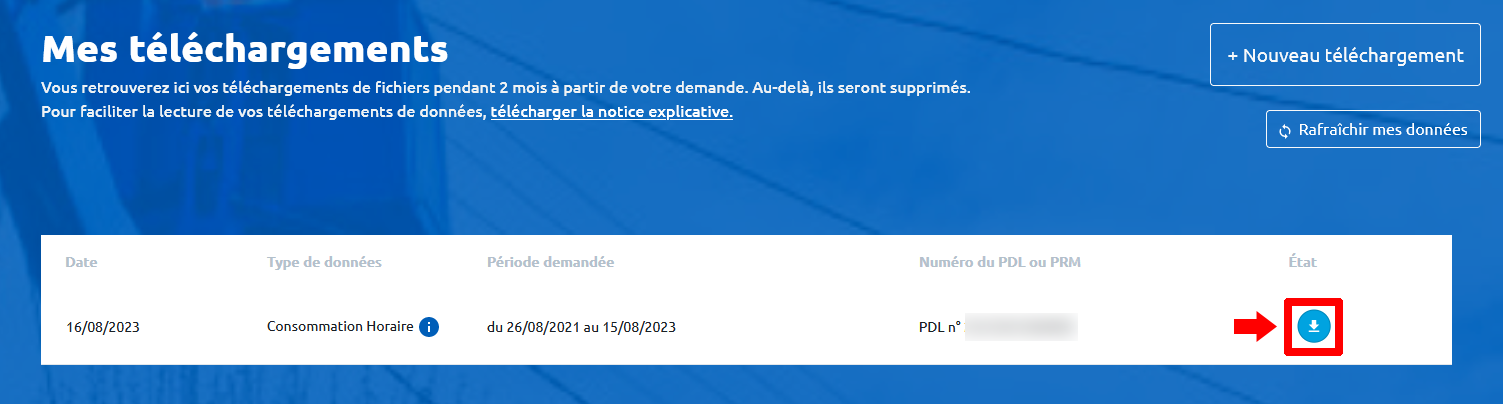 Mes téléchargements
+ Nouveau téléchargement
Vous retrouverez ici vos téléchargements de fichiers pendant 2 mois à partir de votre demande. Au-delà, ils seront supprimés.
Pour faciliter la lecture de vos téléchargements de données, télécharger la notice explicative.
Rafraîchir mes données
Date Type de données Période demandée Numéro du PDL ou PRM État
16/08/2023 Consommation Horaire i du 26/08/2021 au 15/08/2023 PDL n°